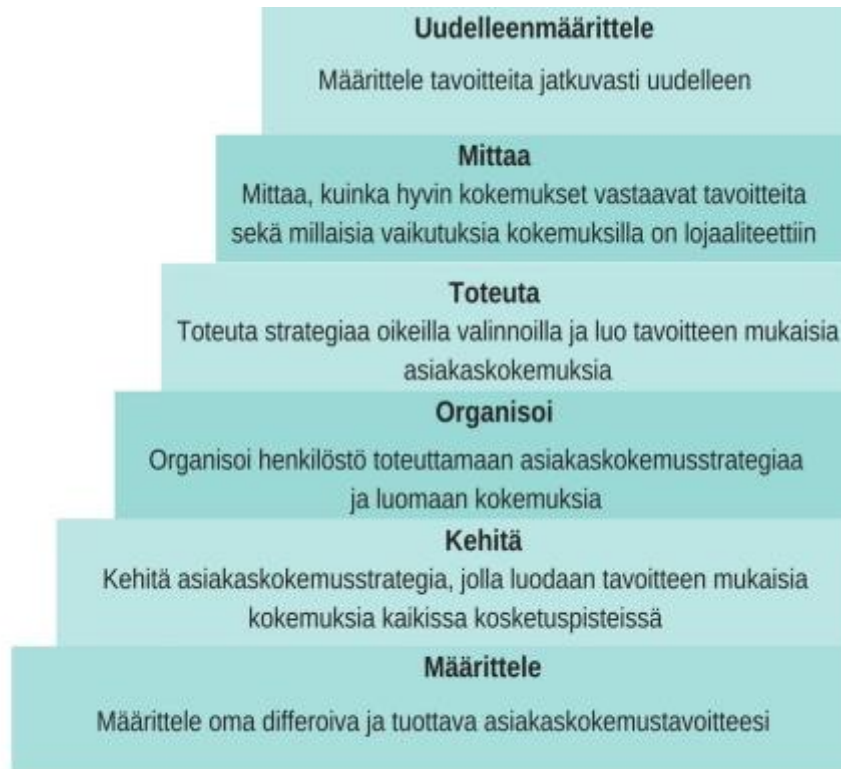 Uudelleenmäärittele
Määrittele tavoitteita jatkuvasti uudelleen
Mittaa
Mittaa, kuinka hyvin kokemukset vastaavat tavoitteita
sekä millaisia vaikutuksia kokemuksilla on lojaaliteettiin
Toteuta
Toteuta strategiaa oikeilla valinnoilla ja luo tavoitteen mukaisia
asiakaskokemuksia
Organisoi
Organisoi henkilöstö toteuttamaan asiakaskokemusstrategiaa
ja luomaan kokemuksia
Kehitä
Kehitä asiakaskokemusstrategia, jolla luodaan tavoitteen mukaisia
kokemuksia kaikissa kosketuspisteissä
Määrittele
Määrittele oma differoiva ja tuottava asiakaskokemustavoitteesi